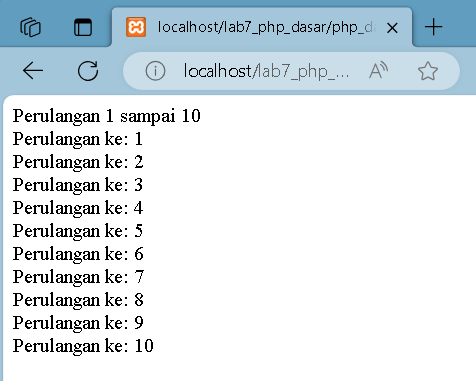 localhost/lab7_php_dasar/php_d
localhost/lab7_php_...
Perulangan 1 sampai 10
Perulangan ke: 1
Perulangan ke: 2
Perulangan ke: 3
Perulangan ke: 4
Perulangan ke: 5
Perulangan ke: 6
Perulangan ke: 7
Perulangan ke: 8
Perulangan ke: 9
Perulangan ke: 10